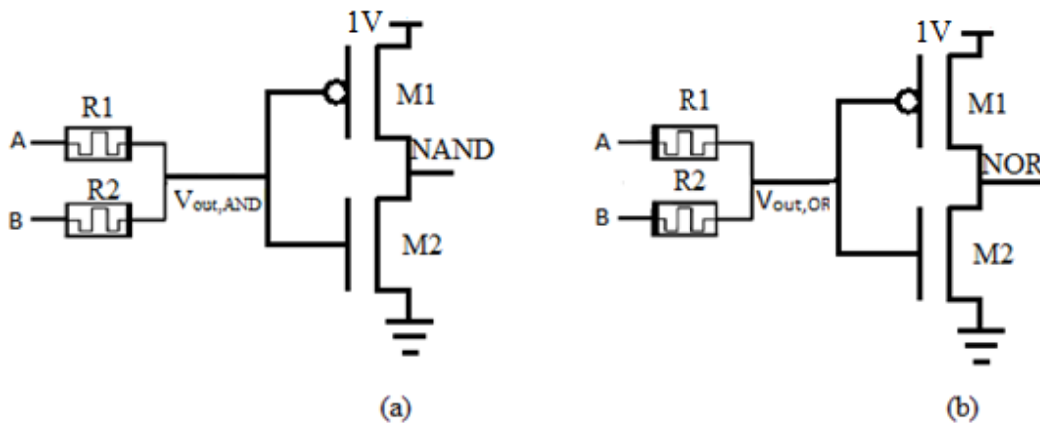 1V
M1
R1
A
NAND
R2
Vout,AND
B
M2
(a)
1V
M1
R1
A
NOR
R2
Vout,OR
B
M2
(b)